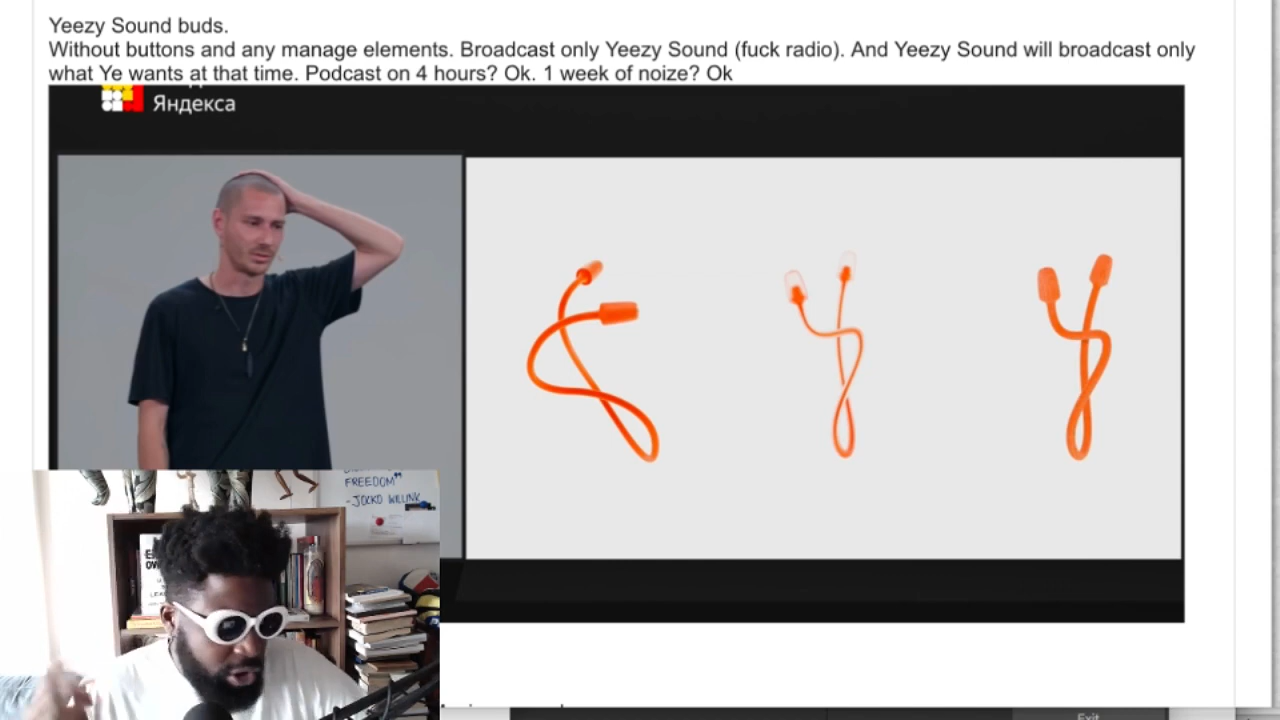 Yeezy Sound buds.
Without buttons and any manage elements. Broadcast only Yeezy Sound (fuck radio). And Yeezy Sound will broadcast only
what Ye wants at that time. Podcast on 4 hours? Ok. 1 week of noize? Ok
Яндекса
FREEDOM"
-JOCKO WILLINK
Exit